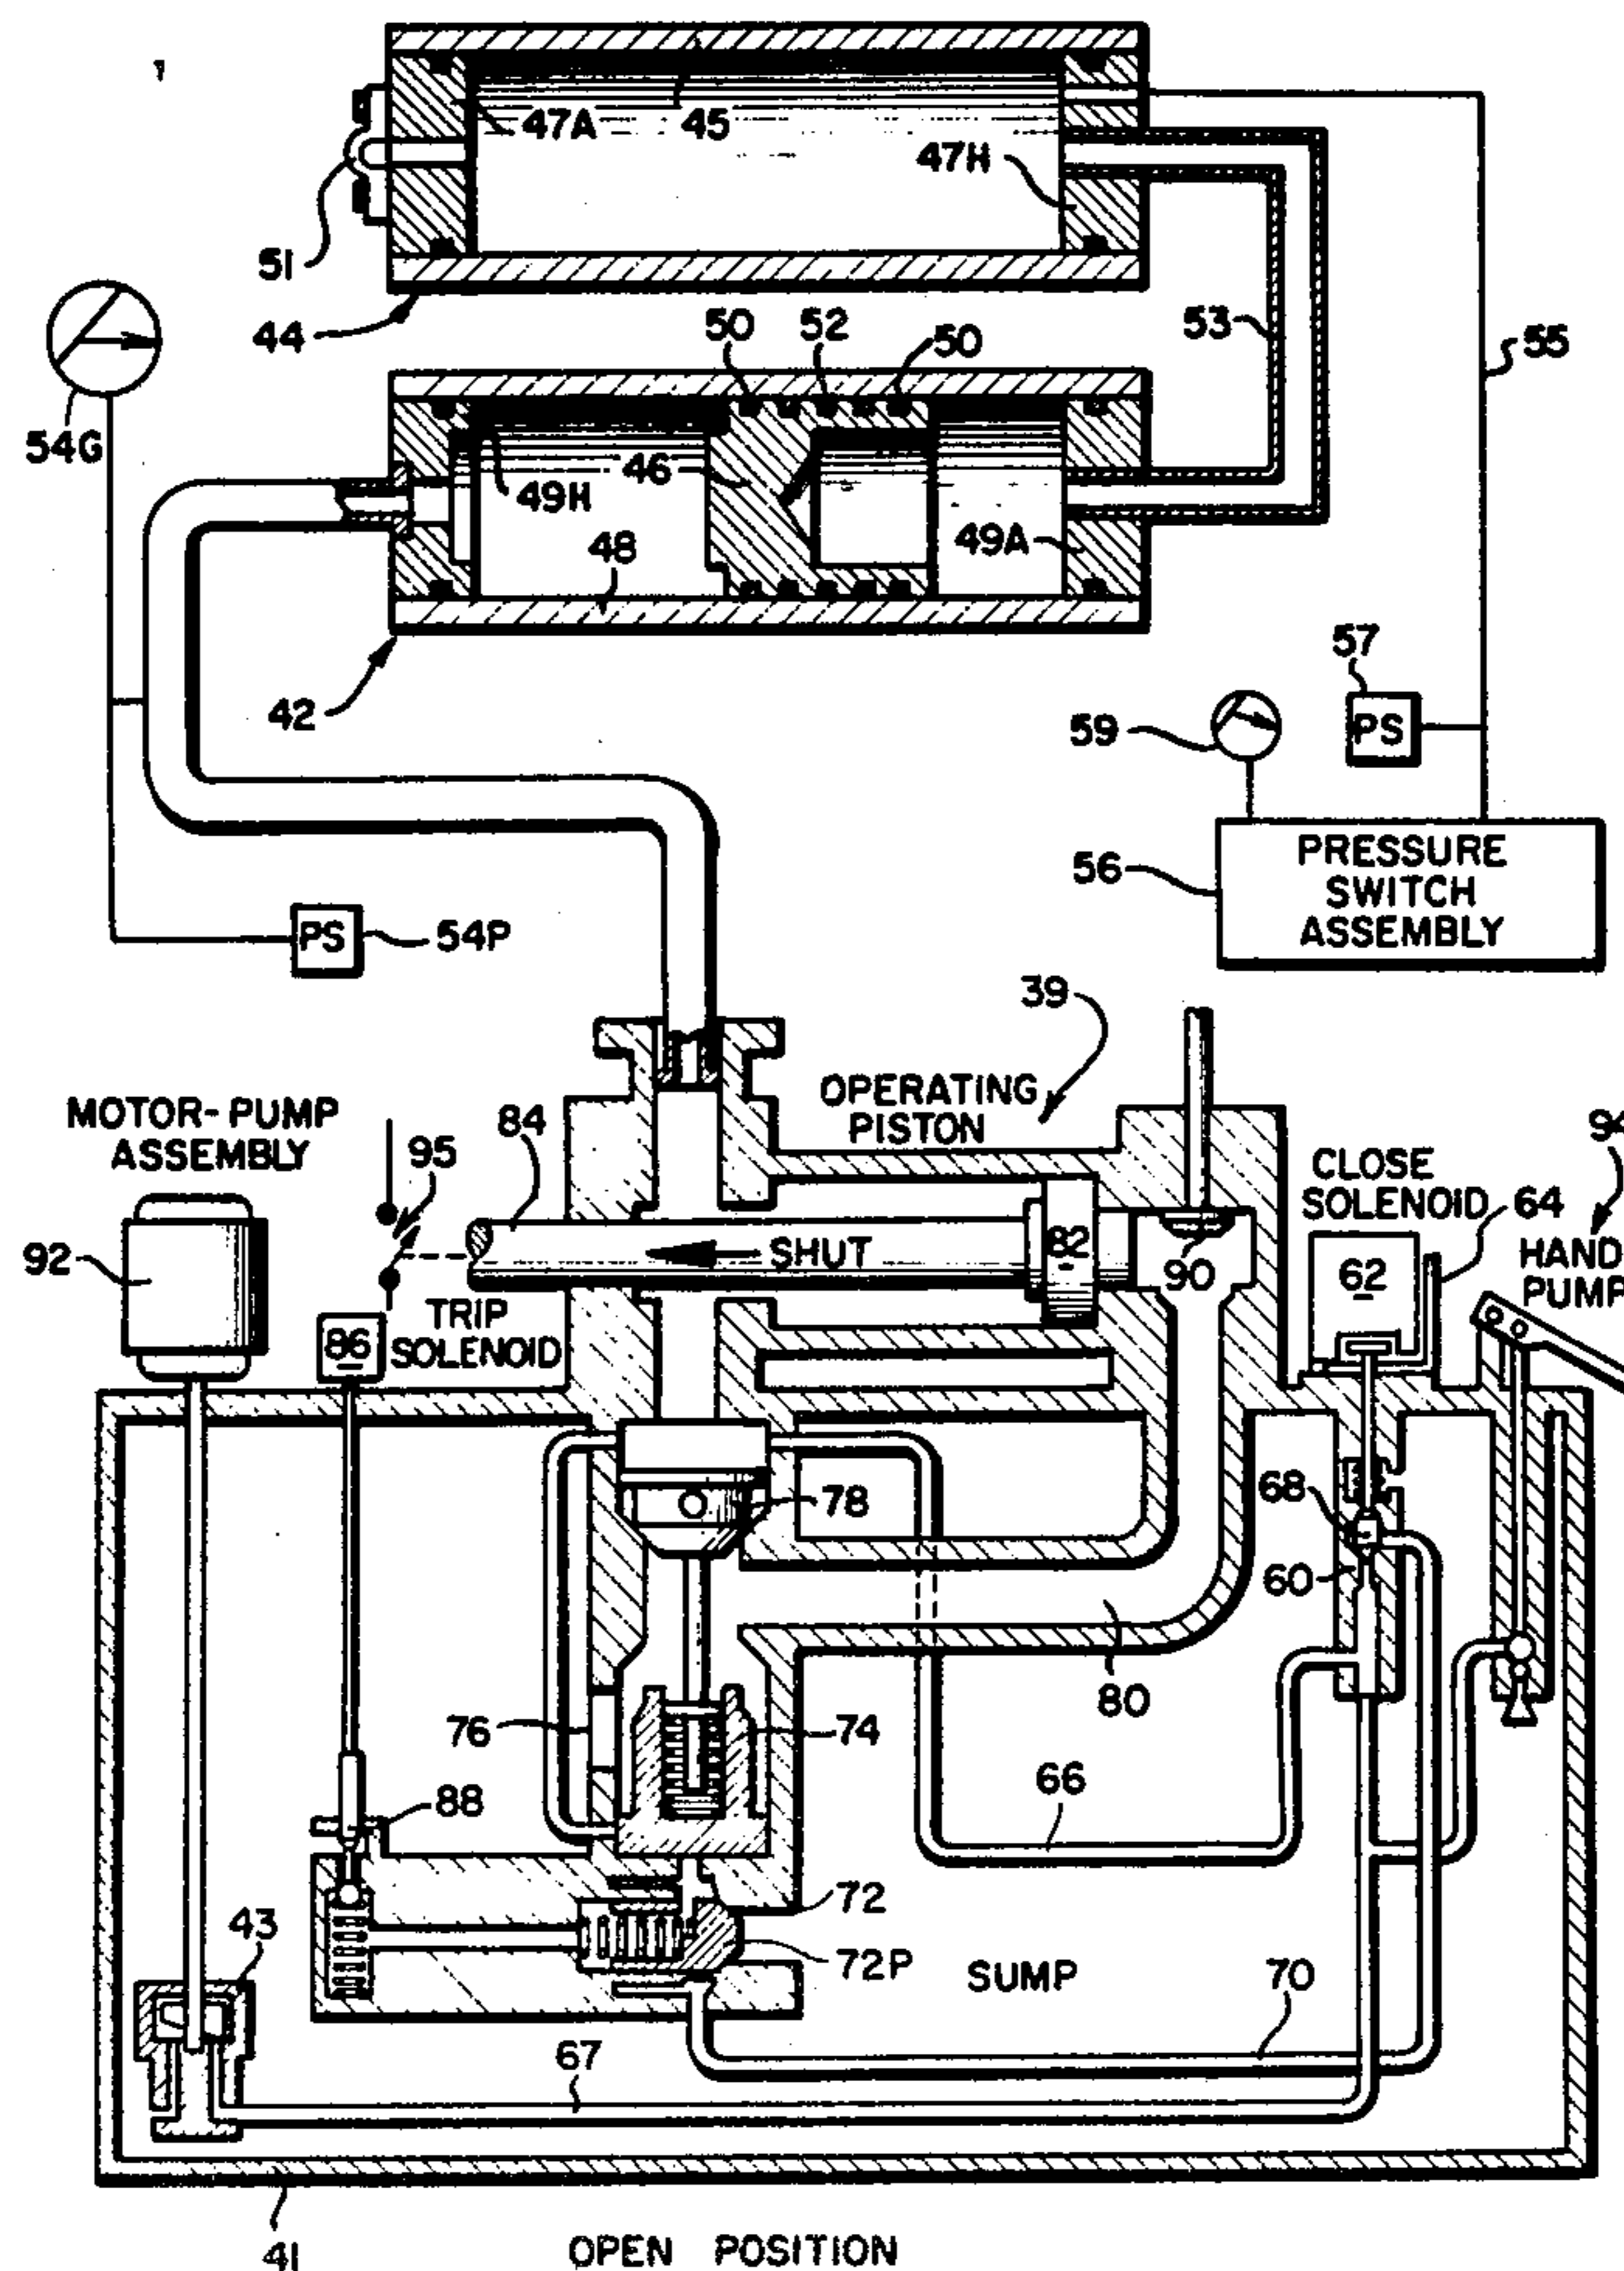 47A
45
47H
51
44
50
52
50
53
55
54G
46
49H
48
49A
42
57
PS
59
56
PRESSURE
SWITCH
ASSEMBLY
PS
54P
39
OPERATING
PISTON
MOTOR-PUMP
ASSEMBLY
84
95
94
CLOSE
SOLENOID
64
HAND
PUMP
92
SHUT
82
90
62
TRIP
SOLENOID
86
78
68
60
80
76
74
66
88
72
72P
43
SUMP
70
67
41
OPEN POSITION